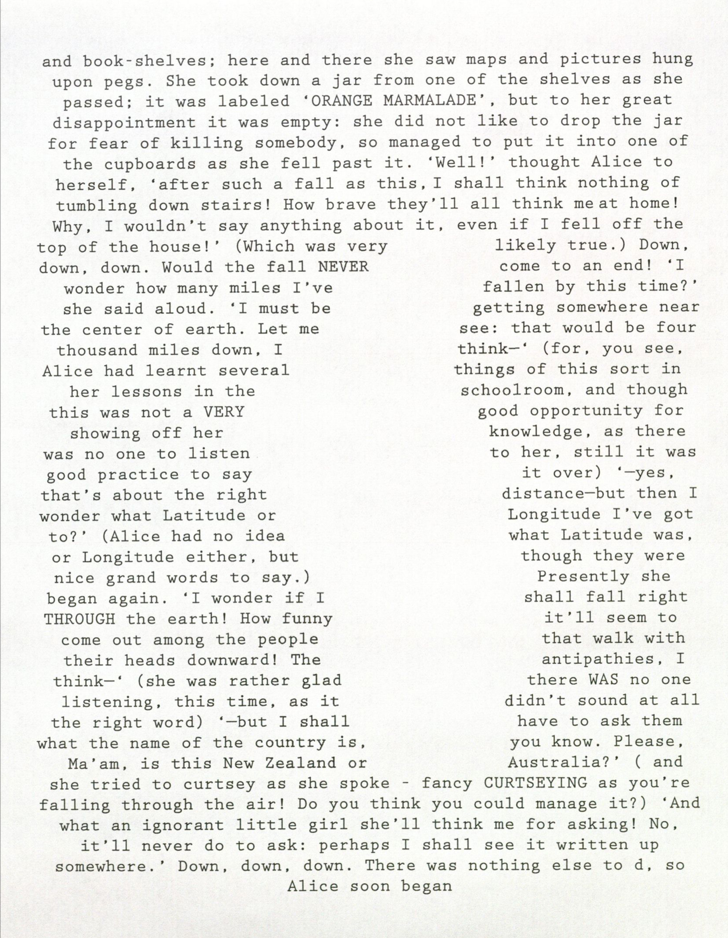 and book-shelves; here and there she saw maps and pictures hung
upon pegs. She took down a jar from one of the shelves as she
passed; it was labeled ‘ORANGE MARMALADE’, but to her great
disappointment it was empty: she did not like to drop the jar
for fear of killing somebody, so managed to put it into one of
the cupboards as she fell past it. ‘Well!’ thought Alice to
herself, ‘after such a fall as this, I shall think nothing of
tumbling down stairs! How brave they’ll all think me at home!
Why, I wouldn’t say anything about it, even if I fell off the
top of the house!’ (Which was very likely true.) Down,
down, down. Would the fall NEVER come to an end! ‘I
wonder how many miles I’ve fallen by this time?’
she said aloud. ‘I must be getting somewhere near
the center of earth. Let me see: that would be four
thousand miles down, I think—‘ (for, you see,
Alice had learnt several things of this sort in
her lessons in the schoolroom, and though
this was not a VERY good opportunity for
showing off her knowledge, as there
was no one to listen to her, still it was
good practice to say it over) ‘—yes,
that’s about the right distance—but then I
wonder what Latitude or Longitude I’ve got
to?’ (Alice had no idea what Latitude was,
or Longitude either, but though they were
nice grand words to say.) Presently she
began again. ‘I wonder if I shall fall right
THROUGH the earth! How funny it’ll seem to
come out among the people that walk with
their heads downward! The antipathies, I
think—‘ (she was rather glad there WAS no one
listening, this time, as it didn’t sound at all
the right word) ‘—but I shall have to ask them
what the name of the country is, you know. Please,
Ma’am, is this New Zealand or Australia?’ ( and
she tried to curtsey as she spoke - fancy CURTSEYING as you’re
falling through the air! Do you think you could manage it?) ‘And
what an ignorant little girl she’ll think me for asking! No,
it’ll never do to ask: perhaps I shall see it written up
somewhere.’ Down, down, down. There was nothing else to d, so
Alice soon began